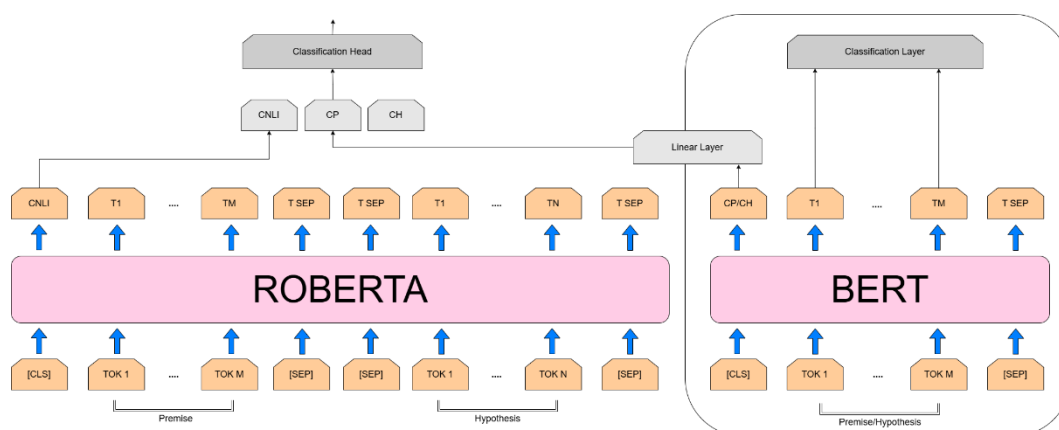 Classification Head
Classification Layer
CNLI CP CH
Linear Layer
CNLI T1 .... TM T SEP T SEP T1 .... TN T SEP CP/CH T1 .... TM T SEP
ROBERTA BERT
[CLS] TOK 1 .... TOK M [SEP] [SEP] TOK 1 .... TOK N [SEP] [CLS] TOK 1 .... TOK M [SEP]
Premise Hypothesis Premise/Hypothesis